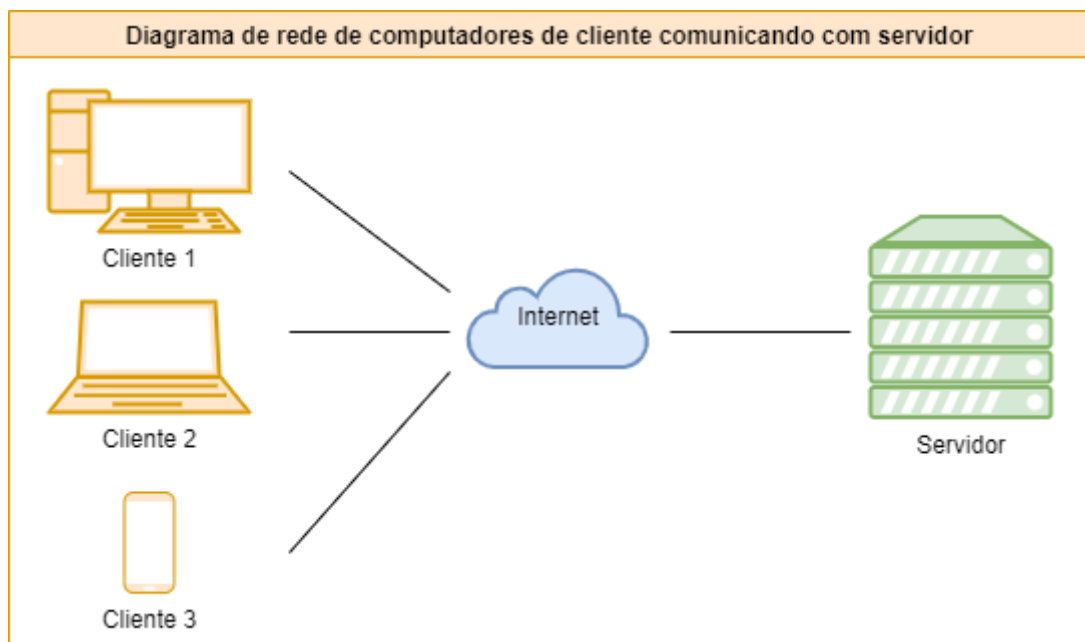 Diagrama de rede de computadores de cliente comunicando com servidor
Cliente 1
Internet
Cliente 2
Servidor
Cliente 3